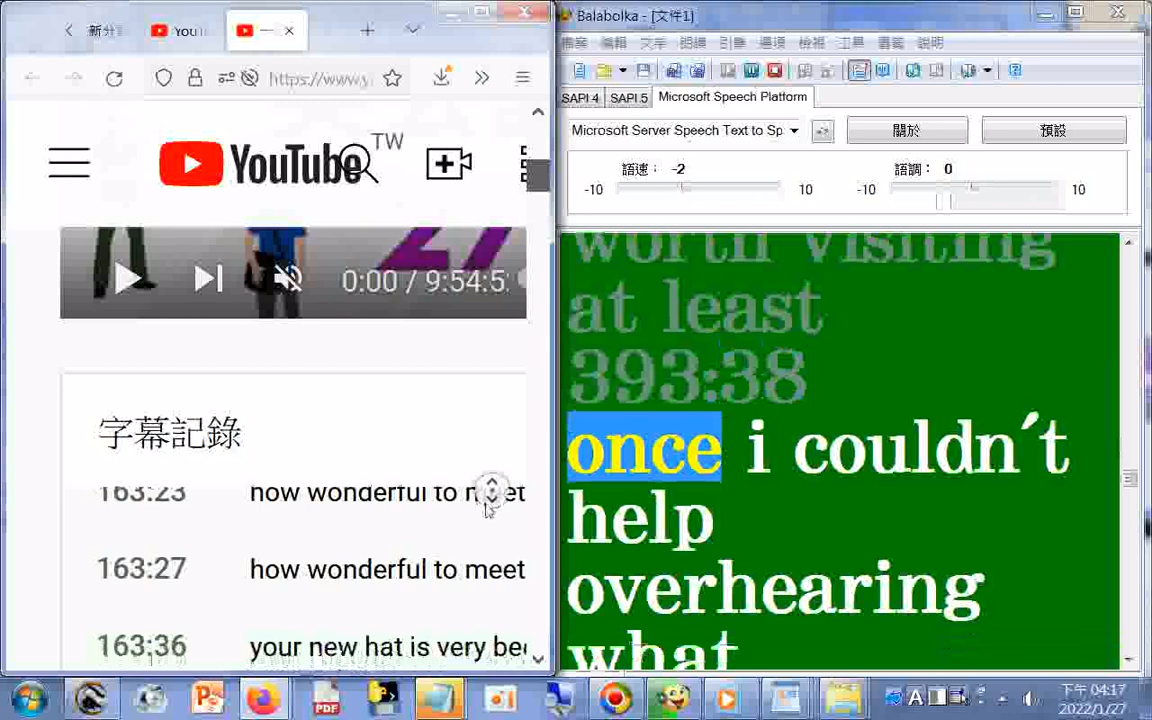 新分
YouT
https://www.y
YouTube
TW
27
0:00 / 9:54:5
字幕記錄
163:23 how wonderful to meet
163:27 how wonderful to meet
163:36 your new hat is very be
Balabolka - [文件1]
檔案 編輯 文字 朗讀 引擎 選項 檢視 工具 書籤 說明
SAPI 4 SAPI 5 Microsoft Speech Platform
Microsoft Server Speech Text to Sp
關於 預設
語速： -2 語調： 0
-10 10 -10 10
worth visiting
at least
393:38
once i couldn´t
help
overhearing
what
PDF
A
下午 04:17
2022/1/27